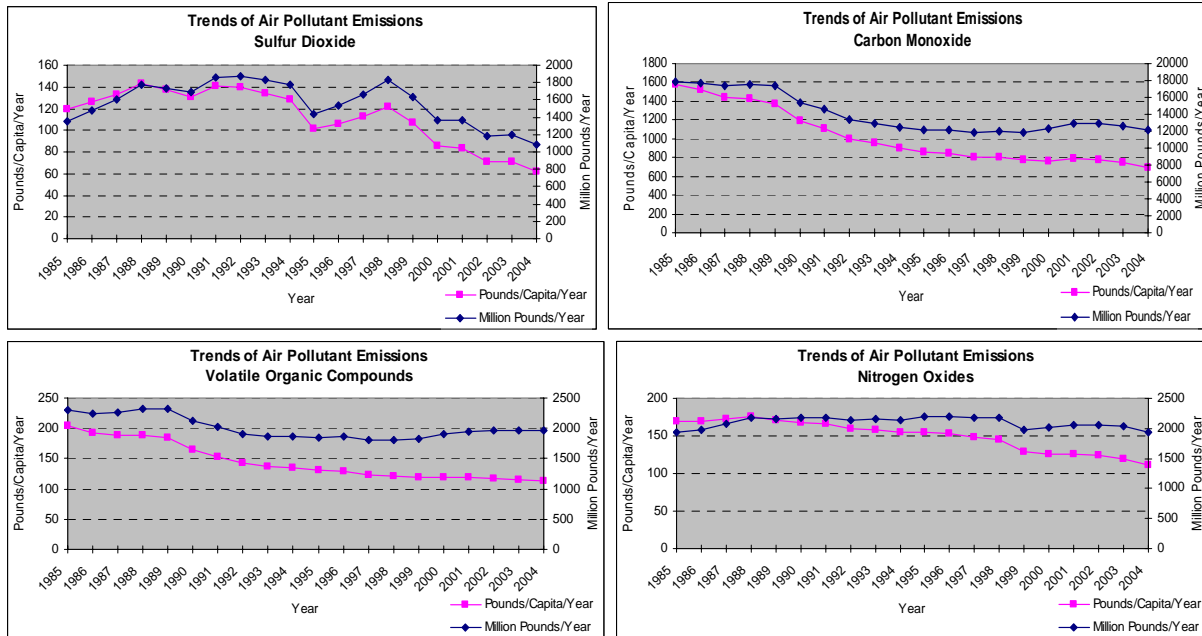 Trends of Air Pollutant Emissions
Sulfur Dioxide
160
140
120
100
80
60
40
20
0
2000
1800
1600
1400
1200
1000
800
600
400
200
0
Pounds/Capita/Year
Million Pounds/Year
1985 1986 1987 1988 1989 1990 1991 1992 1993 1994 1995 1996 1997 1998 1999 2000 2001 2002 2003 2004
Year
Pounds/Capita/Year
Million Pounds/Year
Trends of Air Pollutant Emissions
Carbon Monoxide
1800
1600
1400
1200
1000
800
600
400
200
0
20000
18000
16000
14000
12000
10000
8000
6000
4000
2000
0
Pounds/Capita/Year
Million Pounds/Year
1985 1986 1987 1988 1989 1990 1991 1992 1993 1994 1995 1996 1997 1998 1999 2000 2001 2002 2003 2004
Year
Pounds/Capita/Year
Million Pounds/Year
Trends of Air Pollutant Emissions
Volatile Organic Compounds
250
200
150
100
50
0
2500
2000
1500
1000
500
0
Pounds/Capita/Year
Million Pounds/Year
1985 1986 1987 1988 1989 1990 1991 1992 1993 1994 1995 1996 1997 1998 1999 2000 2001 2002 2003 2004
Year
Pounds/Capita/Year
Million Pounds/Year
Trends of Air Pollutant Emissions
Nitrogen Oxides
200
150
100
50
0
2500
2000
1500
1000
500
0
Pounds/Capita/Year
Million Pounds/Year
1985 1986 1987 1988 1989 1990 1991 1992 1993 1994 1995 1996 1997 1998 1999 2000 2001 2002 2003 2004
Year
Pounds/Capita/Year
Million Pounds/Year